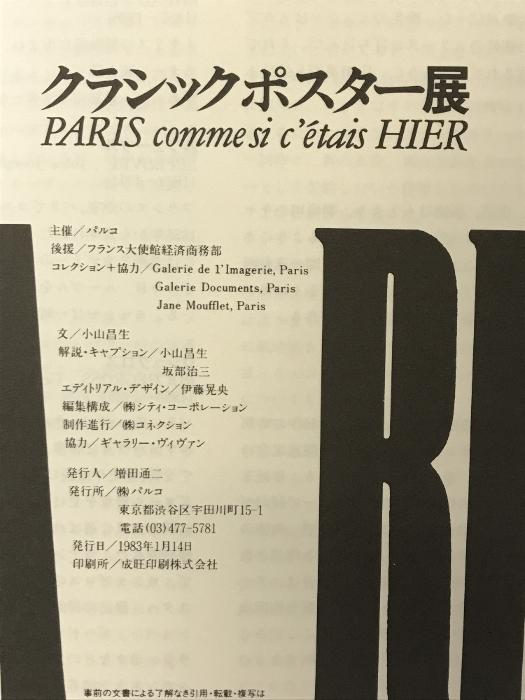 クラシックポスター展
PARIS comme si c'étais HIER
主催／パルコ
後援／フランス大使館経済商務部
コレクション＋協力／Galerie de l'Imagerie, Paris
Galerie Documents, Paris
Jane Moufflet, Paris
文／小山昌生
解説・キャプション／小山昌生
坂部治三
エディトリアル・デザイン／伊藤晃央
編集構成／㈱シティ・コーポレーション
制作進行／㈱コネクション
協力／ギャラリー・ヴィヴァン
発行人／増田通二
発行所／㈱パルコ
東京都渋谷区宇田川町15-1
電話(03)477-5781
発行日／1983年1月14日
印刷所／成旺印刷株式会社
事前の文書による了解なき引用・転載・複写は